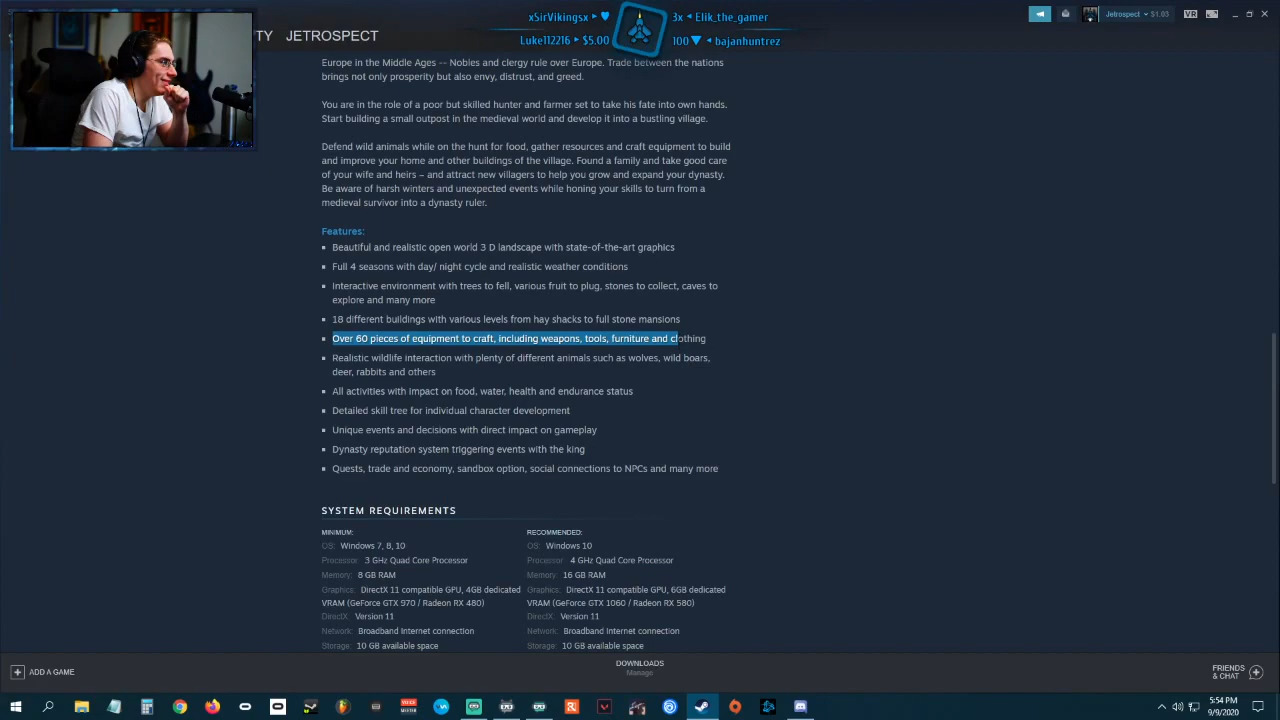 xSirVikingsx ▸ ♥
3x ◂ Elik_the_gamer
Luke112216 ▸ $5.00
100 ▼ ◂ bajanhuntrez
Jetrospect $1.03
VR
TY JETROSPECT
Europe in the Middle Ages -- Nobles and clergy rule over Europe. Trade between the nations
brings not only prosperity but also envy, distrust, and greed.
You are in the role of a poor but skilled hunter and farmer set to take his fate into own hands.
Start building a small outpost in the medieval world and develop it into a bustling village.
Defend wild animals while on the hunt for food, gather resources and craft equipment to build
and improve your home and other buildings of the village. Found a family and take good care
of your wife and heirs – and attract new villagers to help you grow and expand your dynasty.
Be aware of harsh winters and unexpected events while honing your skills to turn from a
medieval survivor into a dynasty ruler.
Features:
Beautiful and realistic open world 3 D landscape with state-of-the-art graphics
Full 4 seasons with day/ night cycle and realistic weather conditions
Interactive environment with trees to fell, various fruit to plug, stones to collect, caves to
explore and many more
18 different buildings with various levels from hay shacks to full stone mansions
Over 60 pieces of equipment to craft, including weapons, tools, furniture and clothing
Realistic wildlife interaction with plenty of different animals such as wolves, wild boars,
deer, rabbits and others
All activities with impact on food, water, health and endurance status
Detailed skill tree for individual character development
Unique events and decisions with direct impact on gameplay
Dynasty reputation system triggering events with the king
Quests, trade and economy, sandbox option, social connections to NPCs and many more
SYSTEM REQUIREMENTS
MINIMUM:
OS: Windows 7, 8, 10
Processor: 3 GHz Quad Core Processor
Memory: 8 GB RAM
Graphics: DirectX 11 compatible GPU, 4GB dedicated
VRAM (GeForce GTX 970 / Radeon RX 480)
DirectX: Version 11
Network: Broadband Internet connection
Storage: 10 GB available space
RECOMMENDED:
OS: Windows 10
Processor: 4 GHz Quad Core Processor
Memory: 16 GB RAM
Graphics: DirectX 11 compatible GPU, 6GB dedicated
VRAM (GeForce GTX 1060 / Radeon RX 580)
DirectX: Version 11
Network: Broadband Internet connection
Storage: 10 GB available space
ADD A GAME
DOWNLOADS
Manage
FRIENDS
& CHAT
VOICE
MEETER
5:54 PM
9/9/2020